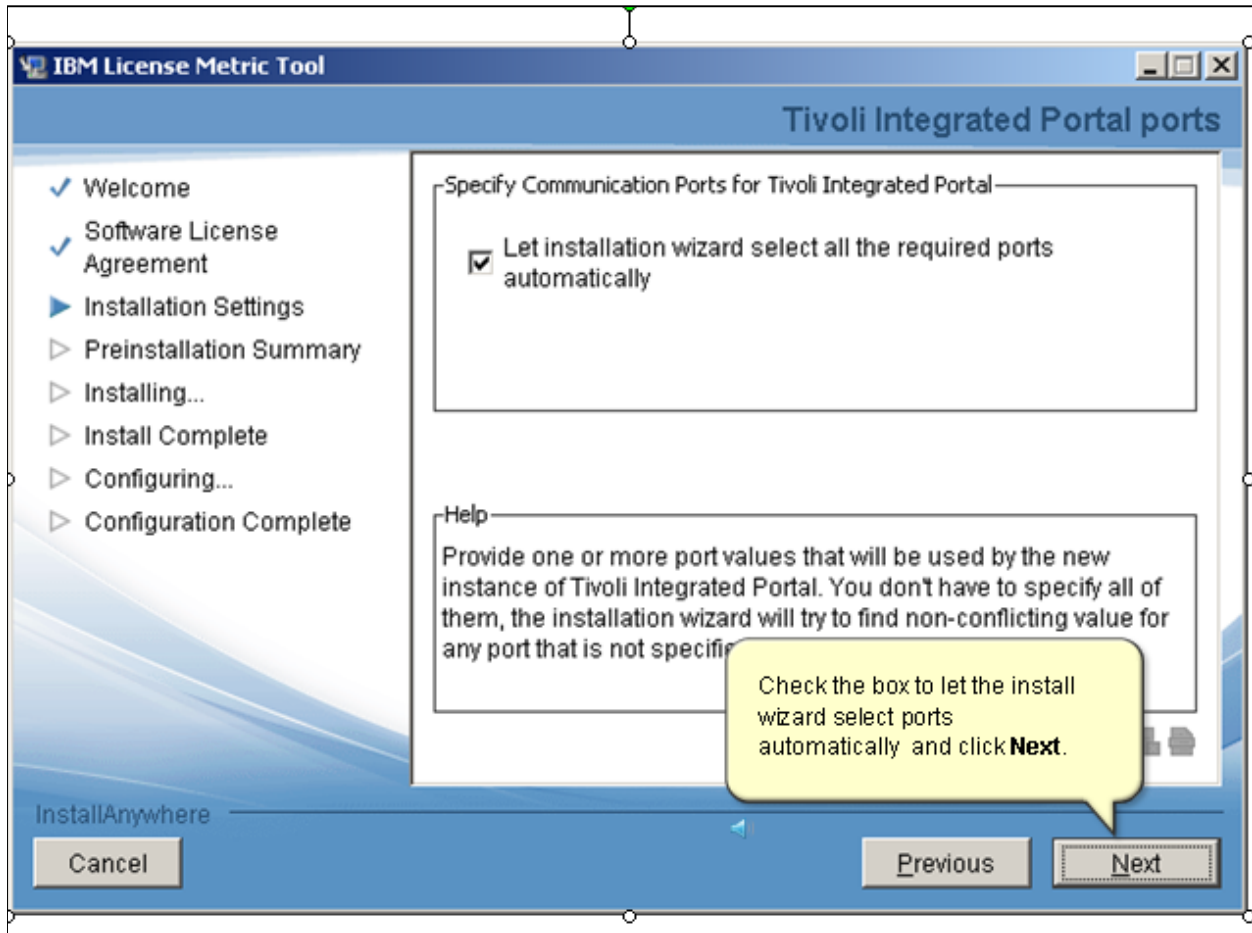 IBM License Metric Tool
Tivoli Integrated Portal ports
Welcome
Software License
Agreement
Installation Settings
Preinstallation Summary
Installing...
Install Complete
Configuring...
Configuration Complete
Specify Communication Ports for Tivoli Integrated Portal
Let installation wizard select all the required ports
automatically
Help
Provide one or more port values that will be used by the new
instance of Tivoli Integrated Portal. You don't have to specify all of
them, the installation wizard will try to find non-conflicting value for
any port that is not
Check the box to let the install
wizard select ports
automatically and click Next.
InstallAnywhere
Cancel
Previous
Next